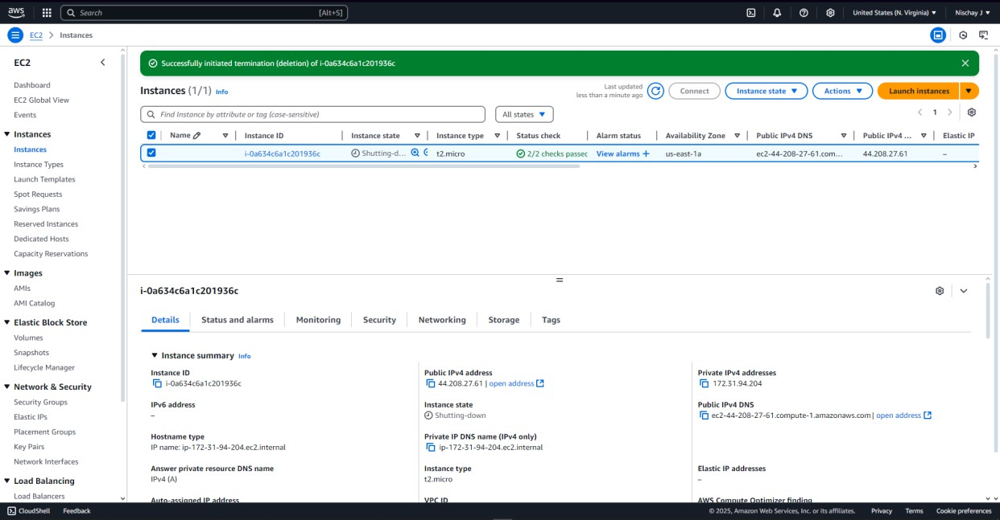 aws Search [Alt+S] United States (N. Virginia) Nischay J
EC2 Instances
EC2
Dashboard
EC2 Global View
Events
Instances
Instances
Instance Types
Launch Templates
Spot Requests
Savings Plans
Reserved Instances
Dedicated Hosts
Capacity Reservations
Images
AMIs
AMI Catalog
Elastic Block Store
Volumes
Snapshots
Lifecycle Manager
Network & Security
Security Groups
Elastic IPs
Placement Groups
Key Pairs
Network Interfaces
Load Balancing
Load Balancers
Successfully initiated termination (deletion) of i-0a634c6a1c201936c
Instances (1/1) Info
Last updated
less than a minute ago
Connect Instance state Actions Launch instances
Find Instance by attribute or tag (case-sensitive) All states 1
Name Instance ID Instance state Instance type Status check Alarm status Availability Zone Public IPv4 DNS Public IPv4 ... Elastic IP
i-0a634c6a1c201936c Shutting-d... t2.micro 2/2 checks passec View alarms + us-east-1a ec2-44-208-27-61.com... 44.208.27.61 –
i-0a634c6a1c201936c
Details Status and alarms Monitoring Security Networking Storage Tags
Instance summary Info
Instance ID
i-0a634c6a1c201936c
Public IPv4 address
44.208.27.61 | open address
Private IPv4 addresses
172.31.94.204
IPv6 address
–
Instance state
Shutting-down
Public IPv4 DNS
ec2-44-208-27-61.compute-1.amazonaws.com | open address
Hostname type
IP name: ip-172-31-94-204.ec2.internal
Private IP DNS name (IPv4 only)
ip-172-31-94-204.ec2.internal
Answer private resource DNS name
IPv4 (A)
Instance type
t2.micro
Elastic IP addresses
–
Auto-assigned IP address
VPC ID
AWS Compute Optimizer finding
CloudShell Feedback © 2025, Amazon Web Services, Inc. or its affiliates. Privacy Terms Cookie preferences